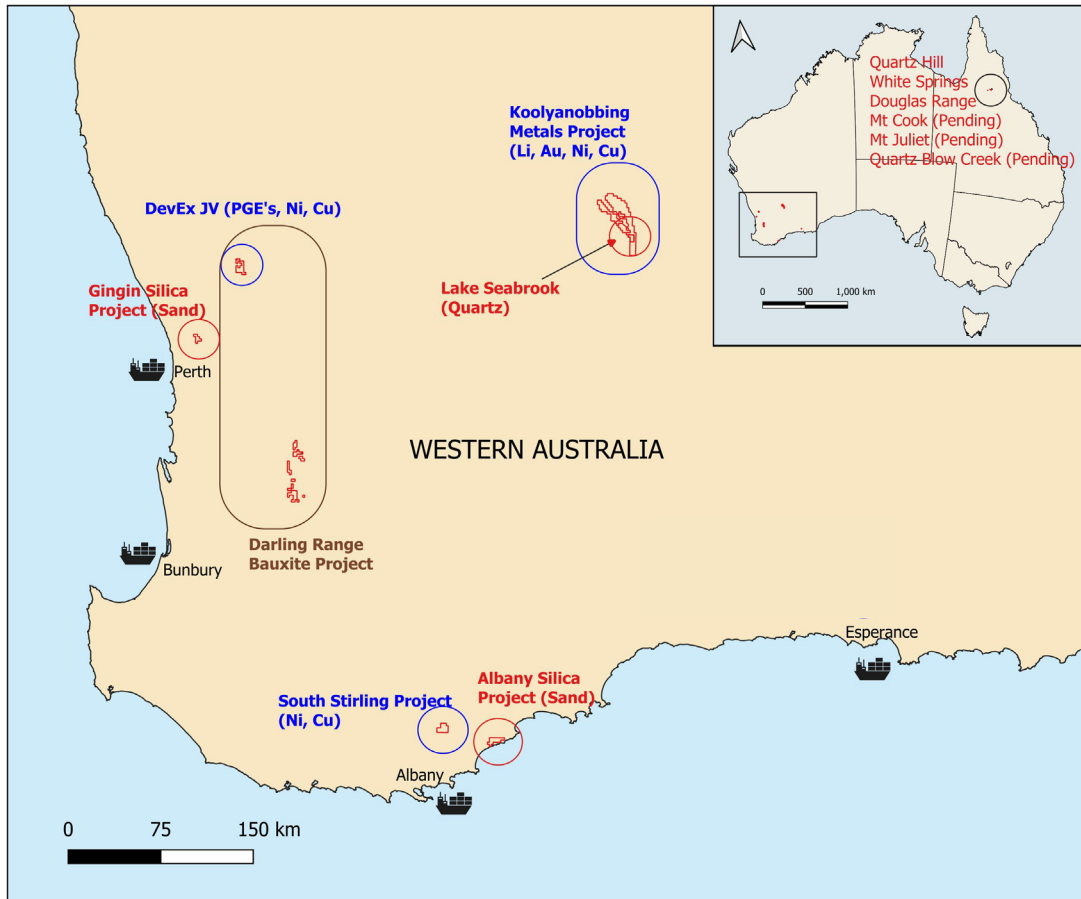 Koolyanobbing
Metals Project
(Li, Au, Ni, Cu)
DevEx JV (PGE's, Ni, Cu)
Gingin Silica
Project (Sand)
Lake Seabrook
(Quartz)
Perth
WESTERN AUSTRALIA
Darling Range
Bauxite Project
Bunbury
Esperance
South Stirling Project
(Ni, Cu)
Albany Silica
Project (Sand)
Albany
0 75 150 km
Quartz Hill
White Springs
Douglas Range
Mt Cook (Pending)
Mt Juliet (Pending)
Quartz Blow Creek (Pending)
0 500 1,000 km